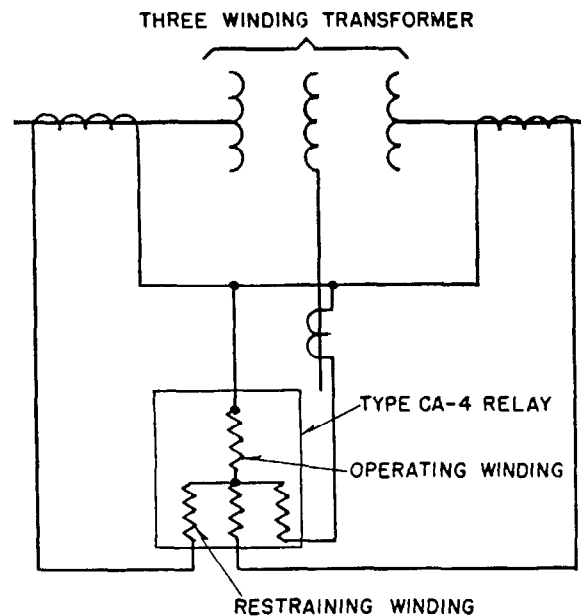 THREE WINDING TRANSFORMER
TYPE CA-4 RELAY
OPERATING WINDING
RESTRAINING WINDING